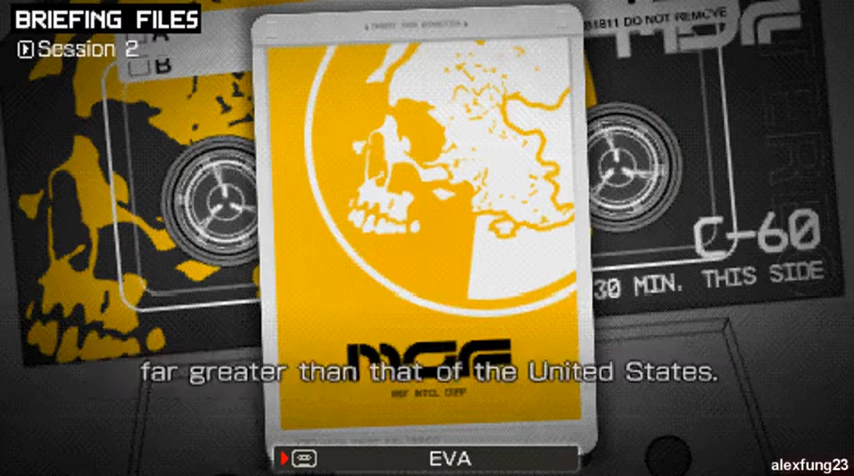 BRIEFING FILES
Session 2
A
B
81811 DO NOT REMOVE
MSF
C-60
30 MIN. THIS SIDE
MSF
far greater than that of the United States.
EVA
alexfung23